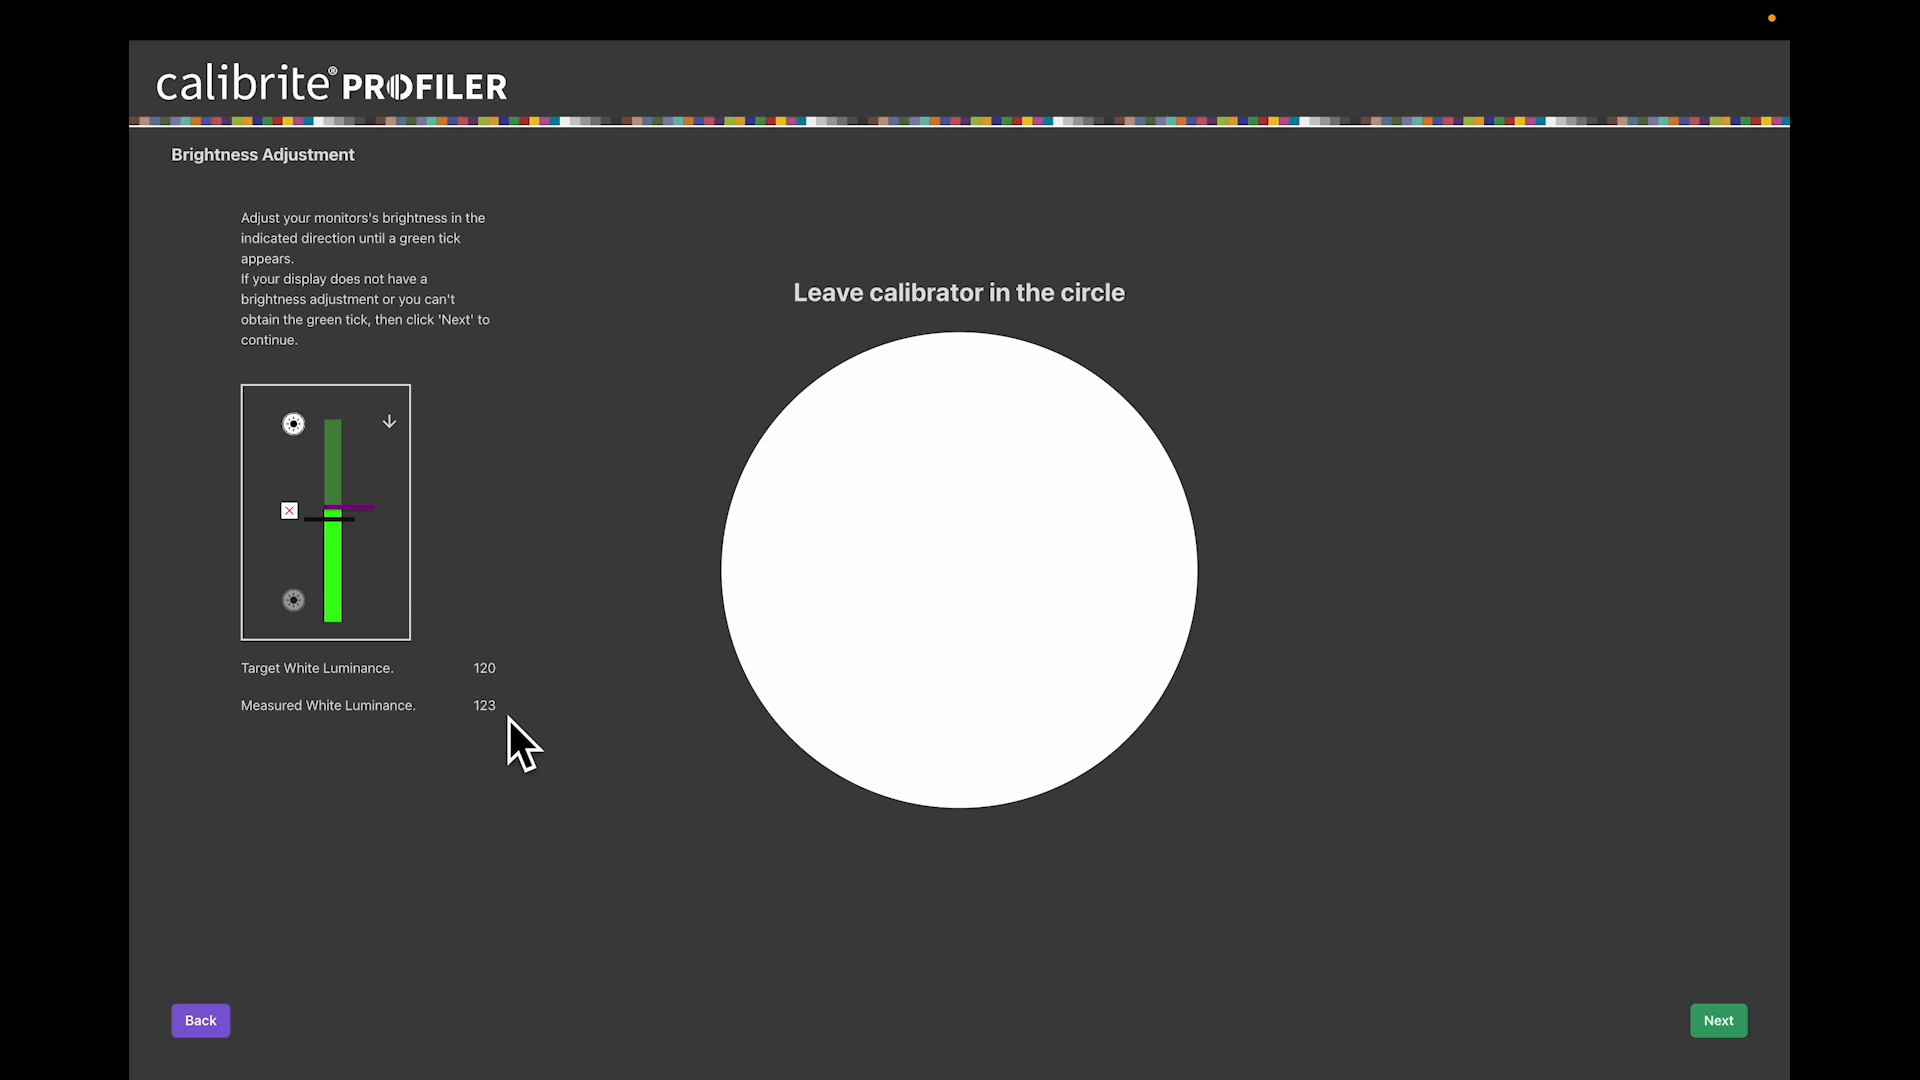 calibrite® PROFILER
Brightness Adjustment
Adjust your monitors's brightness in the
indicated direction until a green tick
appears.
If your display does not have a
brightness adjustment or you can't
obtain the green tick, then click 'Next' to
continue.
Leave calibrator in the circle
Target White Luminance. 120
Measured White Luminance. 123
Back
Next